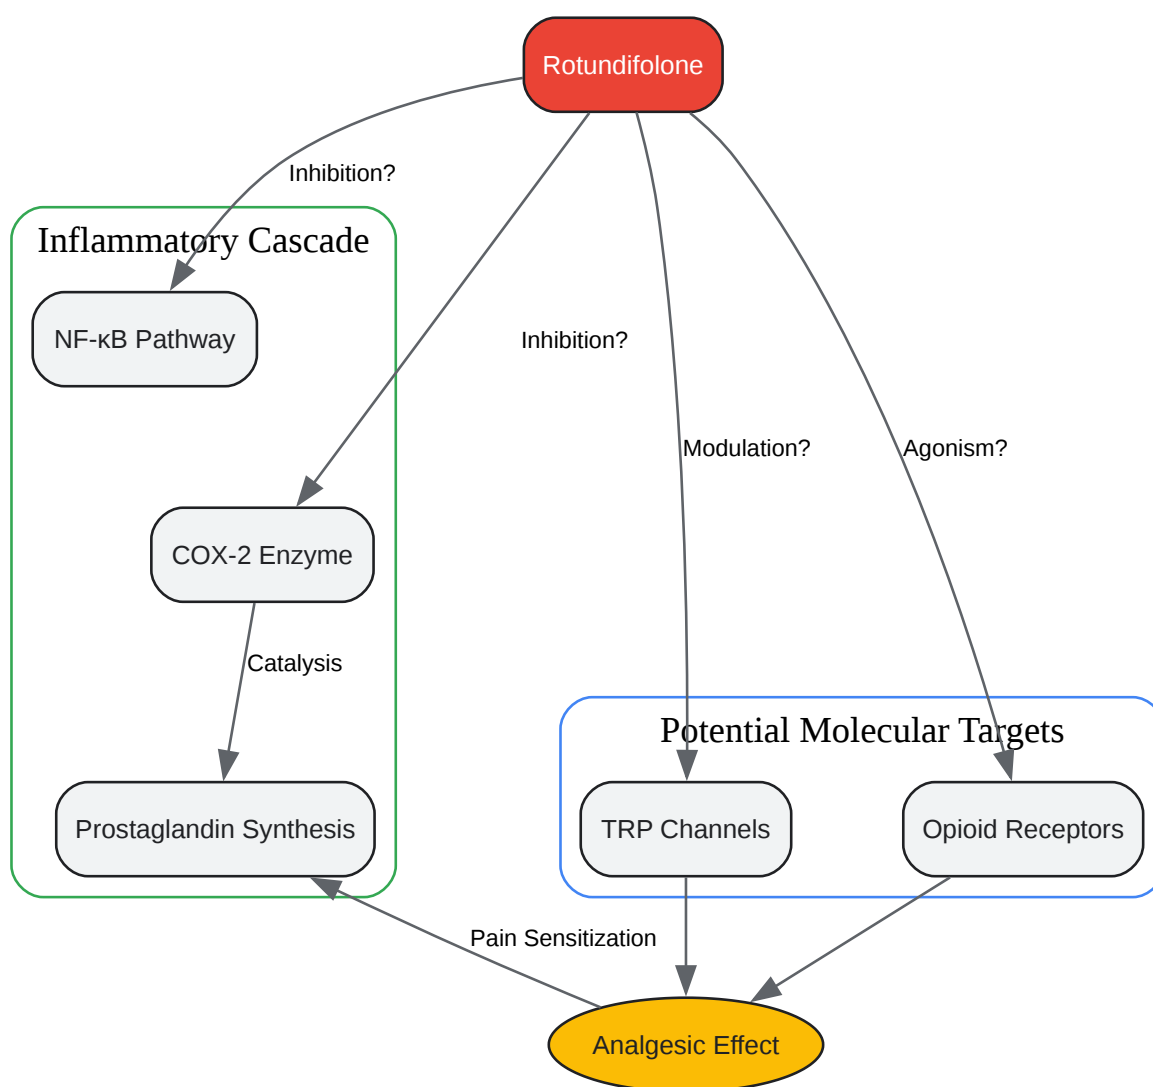 Rotundifolone
Inhibition?
Inflammatory Cascade
NF-κB Pathway
Inhibition?
Modulation?
Agonism?
COX-2 Enzyme
Catalysis
Potential Molecular Targets
Prostaglandin Synthesis
TRP Channels
Opioid Receptors
Pain Sensitization
Analgesic Effect